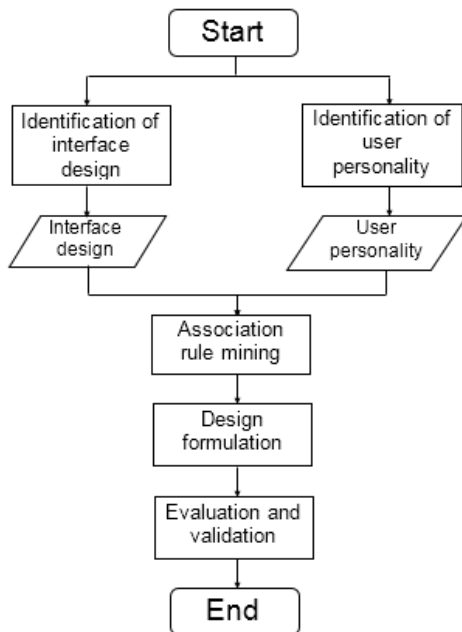 Start
Identification of
interface
design
Identification of
user
personality
Interface
design
User
personality
Association
rule mining
Design
formulation
Evaluation and
validation
End